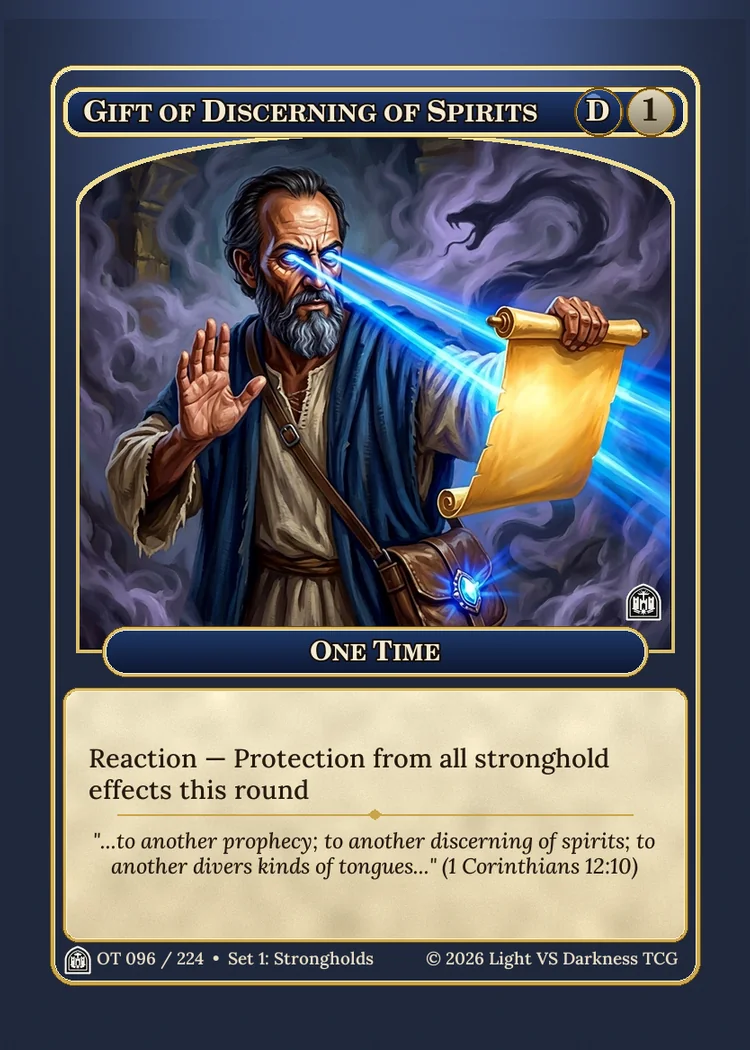 Gift of Discerning of Spirits D 1
One Time
Reaction — Protection from all stronghold
effects this round
"...to another prophecy; to another discerning of spirits; to
another divers kinds of tongues..." (1 Corinthians 12:10)
OT 096 / 224 • Set 1: Strongholds © 2026 Light VS Darkness TCG